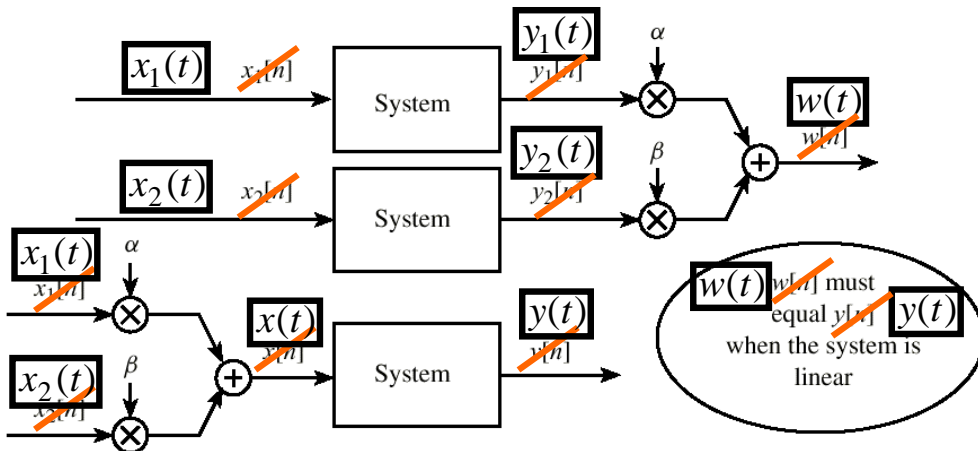 x₁(t) x₁[n]
System
y₁(t)
y₁[n]
α
w(t)
w[n]
x₂(t) x₂[n]
System
y₂(t)
y₂[n]
β
x₁(t)
x₁[n]
α
x(t)
x[n]
System
y(t)
y[n]
x₂(t)
x₂[n]
β
w(t) w[n] must
equal y[n] y(t)
when the system is
linear